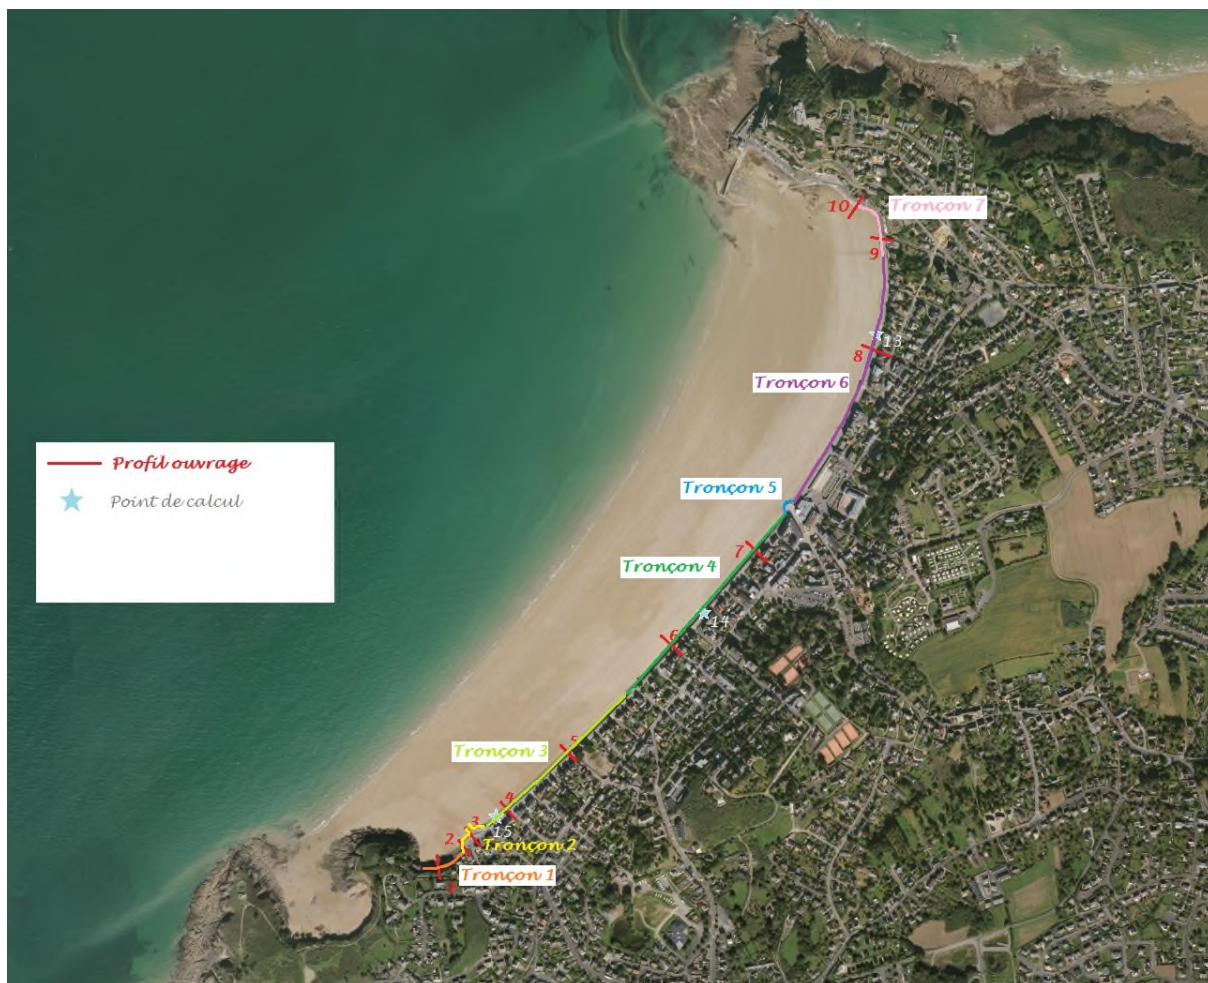 10
Tronçon 7
9
13
8
Tronçon 6
Profil ouvrage
Point de calcul
Tronçon 5
7
Tronçon 4
14
6
5
Tronçon 3
4
3
15
2
Tronçon 2
Tronçon 1
1